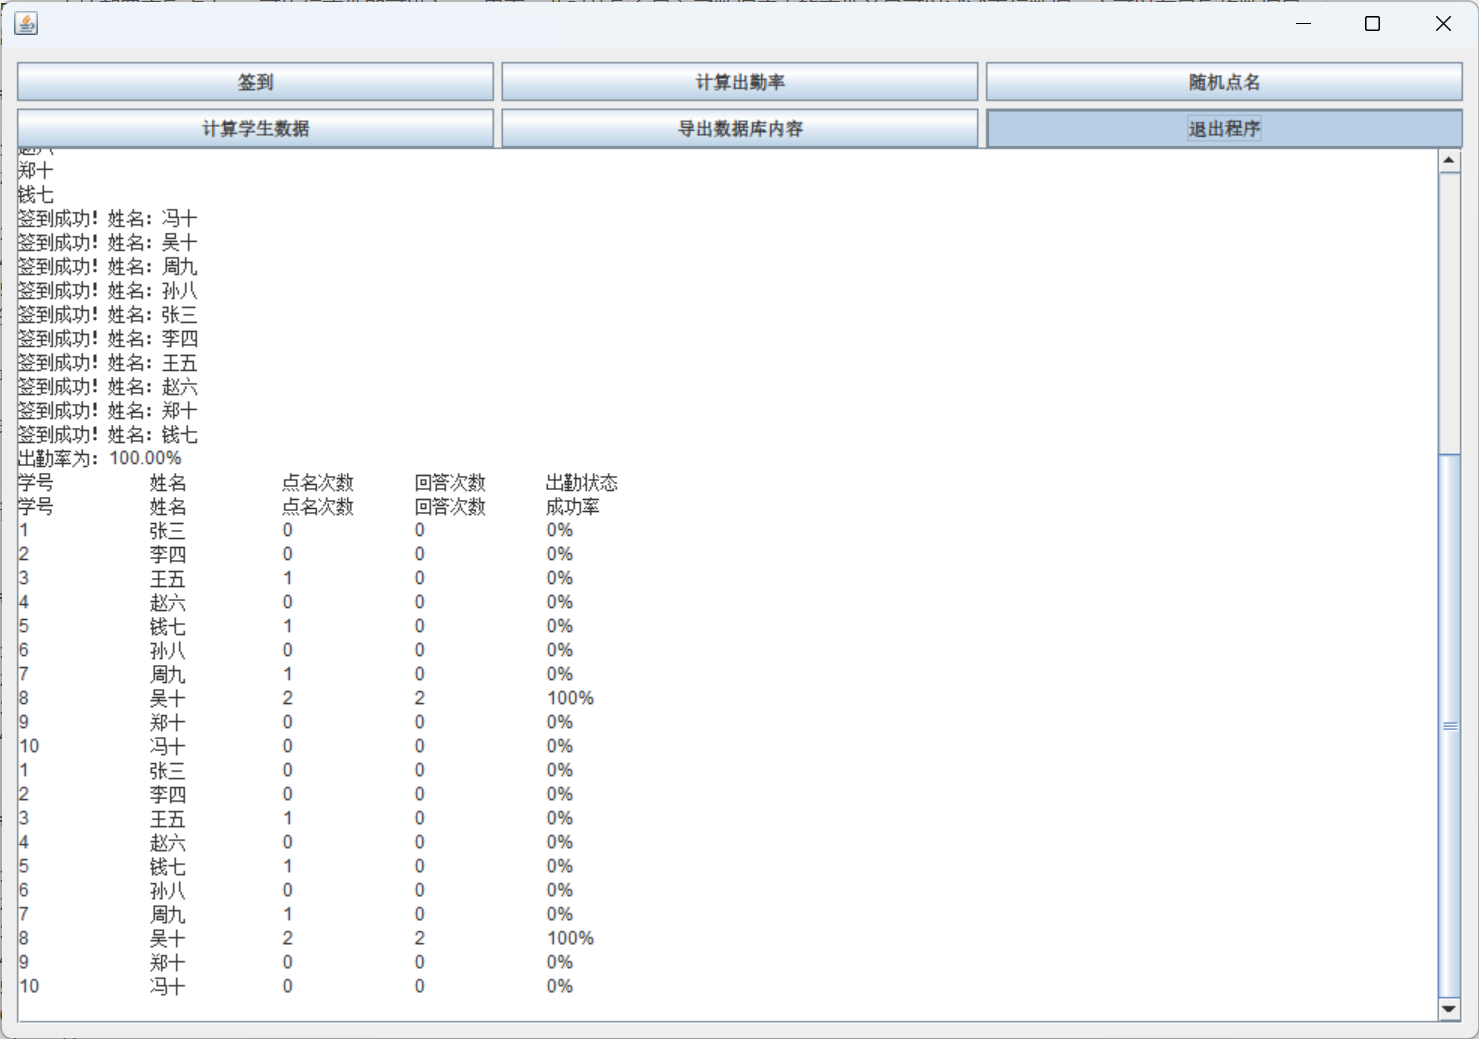 签到 计算出勤率 随机点名
计算学生数据 导出数据库内容 退出程序
郑十
钱七
签到成功！姓名：冯十
签到成功！姓名：吴十
签到成功！姓名：周九
签到成功！姓名：孙八
签到成功！姓名：张三
签到成功！姓名：李四
签到成功！姓名：王五
签到成功！姓名：赵六
签到成功！姓名：郑十
签到成功！姓名：钱七
出勤率为：100.00%
学号 姓名 点名次数 回答次数 出勤状态
学号 姓名 点名次数 回答次数 成功率
1 张三 0 0 0%
2 李四 0 0 0%
3 王五 1 0 0%
4 赵六 0 0 0%
5 钱七 1 0 0%
6 孙八 0 0 0%
7 周九 1 0 0%
8 吴十 2 2 100%
9 郑十 0 0 0%
10 冯十 0 0 0%
1 张三 0 0 0%
2 李四 0 0 0%
3 王五 1 0 0%
4 赵六 0 0 0%
5 钱七 1 0 0%
6 孙八 0 0 0%
7 周九 1 0 0%
8 吴十 2 2 100%
9 郑十 0 0 0%
10 冯十 0 0 0%